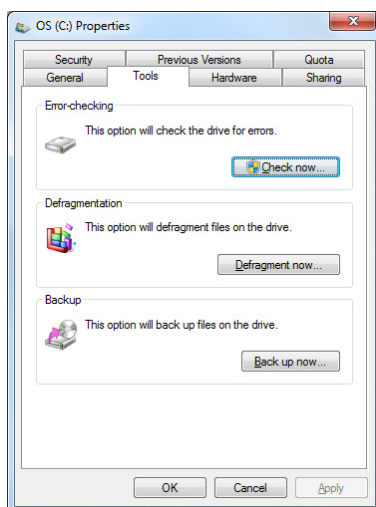 OS (C:) Properties
Security Previous Versions Quota
General Tools Hardware Sharing
Error-checking
This option will check the drive for errors.
Check now...
Defragmentation
This option will defragment files on the drive.
Defragment now...
Backup
This option will back up files on the drive.
Back up now...
OK Cancel Apply